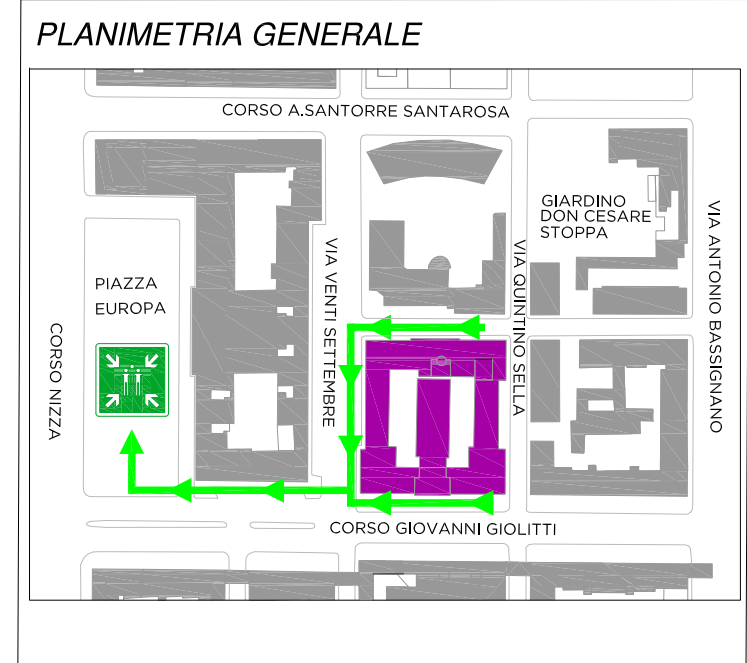 PLANIMETRIA GENERALE
CORSO A.SANTORRE SANTAROSA
GIARDINO
DON CESARE
STOPPA
PIAZZA
EUROPA
CORSO NIZZA
VIA VENTI SETTEMBRE
VIA QUINTINO SELLA
VIA ANTONIO BASSIGNANO
CORSO GIOVANNI GIOLITTI